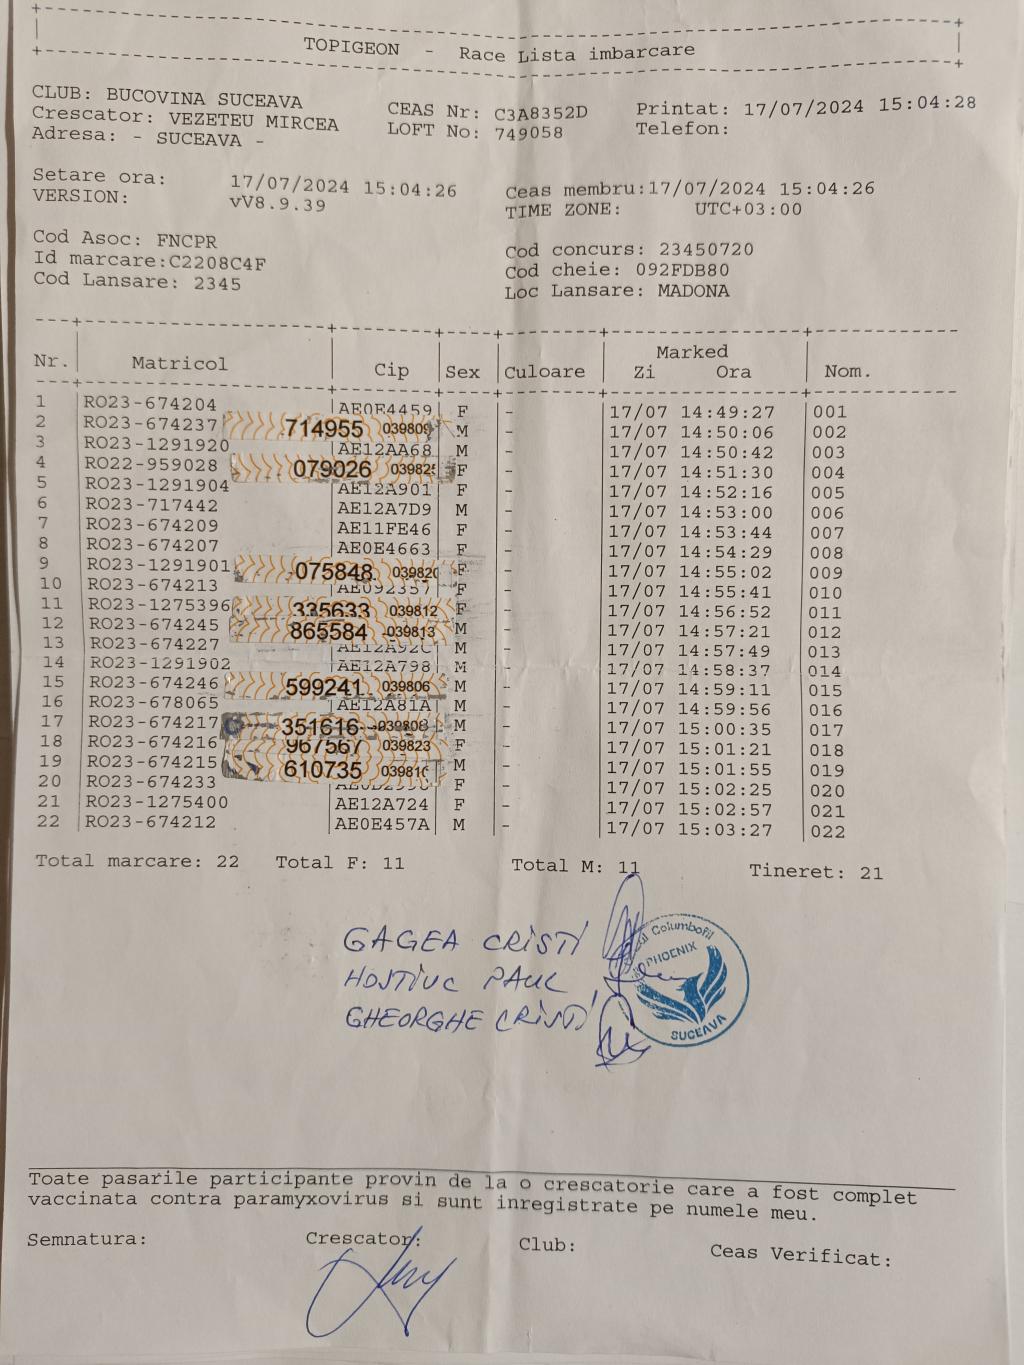 TOPIGEON - Race Lista imbarcare
CLUB: BUCOVINA SUCEAVA CEAS Nr: C3A8352D Printat: 17/07/2024 15:04:28
Crescator: VEZETEU MIRCEA LOFT No: 749058 Telefon:
Adresa: - SUCEAVA -
Setare ora: 17/07/2024 15:04:26 Ceas membru:17/07/2024 15:04:26
VERSION: vV8.9.39 TIME ZONE: UTC+03:00
Cod Asoc: FNCPR Cod concurs: 23450720
Id marcare:C2208C4F Cod cheie: 092FDB80
Cod Lansare: 2345 Loc Lansare: MADONA
Marked
Nr. Matricol Cip Sex Culoare Zi Ora Nom.
1 RO23-674204 AE0E4459 F - 17/07 14:49:27 001
2 RO23-674237 714955 039809 M - 17/07 14:50:06 002
3 RO23-1291920 AE12AA68 M - 17/07 14:50:42 003
4 RO22-959028 079026 F - 17/07 14:51:30 004
5 RO23-1291904 AE12A901 F - 17/07 14:52:16 005
6 RO23-717442 AE12A7D9 M - 17/07 14:53:00 006
7 RO23-674209 AE11FE46 F - 17/07 14:53:44 007
8 RO23-674207 AE0E4663 F - 17/07 14:54:29 008
9 RO23-1291901 075848 F - 17/07 14:55:02 009
10 RO23-674213 F - 17/07 14:55:41 010
11 RO23-1275396 335633 039812 F - 17/07 14:56:52 011
12 RO23-674245 865584 039813 M - 17/07 14:57:21 012
13 RO23-674227 M - 17/07 14:57:49 013
14 RO23-1291902 AE12A798 M - 17/07 14:58:37 014
15 RO23-674246 599241 039806 M - 17/07 14:59:11 015
16 RO23-678065 AE12A81A M - 17/07 14:59:56 016
17 RO23-674217 351616 039808 M - 17/07 15:00:35 017
18 RO23-674216 967567 039823 F - 17/07 15:01:21 018
19 RO23-674215 610735 M - 17/07 15:01:55 019
20 RO23-674233 F - 17/07 15:02:25 020
21 RO23-1275400 AE12A724 F - 17/07 15:02:57 021
22 RO23-674212 AE0E457A M - 17/07 15:03:27 022
Total marcare: 22 Total F: 11 Total M: 11 Tineret: 21
GAGEA CRISTI
HOSTIUC PAUL
GHEORGHE CRISTI
Columbofil
PHOENIX
SUCEAVA
Toate pasarile participante provin de la o crescatorie care a fost complet
vaccinata contra paramyxovirus si sunt inregistrate pe numele meu.
Semnatura: Crescator: Club: Ceas Verificat: